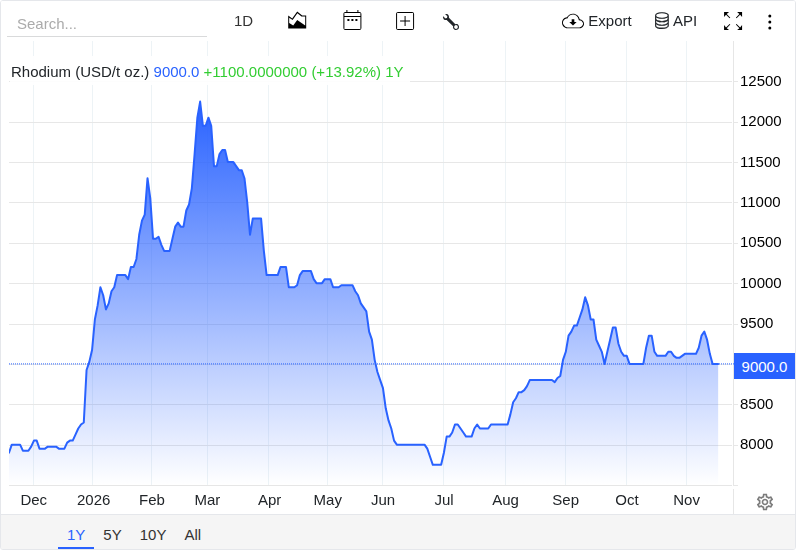 Search... 1D Export API
Rhodium (USD/t oz.) 9000.0 +1100.0000000 (+13.92%) 1Y
12500
12000
11500
11000
10500
10000
9500
9000.0
8500
8000
Dec 2026 Feb Mar Apr May Jun Jul Aug Sep Oct Nov
1Y 5Y 10Y All